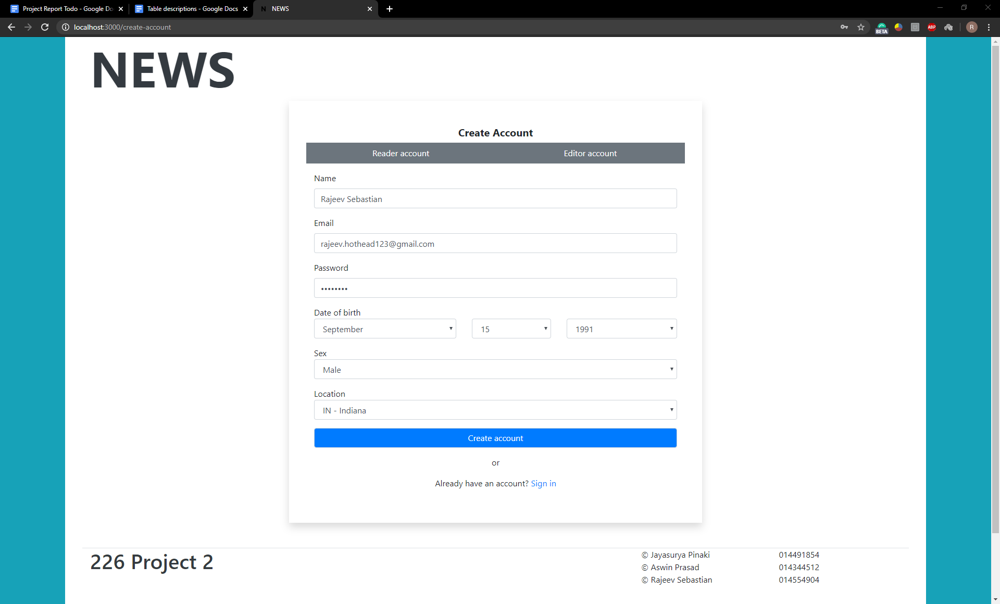 Project Report Todo - Google Do
Table descriptions - Google Docs
N NEWS
localhost:3000/create-account
BETA
ABP
R
NEWS
Create Account
Reader account Editor account
Name
Rajeev Sebastian
Email
rajeev.hothead123@gmail.com
Password
••••••••
Date of birth
September 15 1991
Sex
Male
Location
IN - Indiana
Create account
or
Already have an account? Sign in
226 Project 2
© Jayasurya Pinaki 014491854
© Aswin Prasad 014344512
© Rajeev Sebastian 014554904